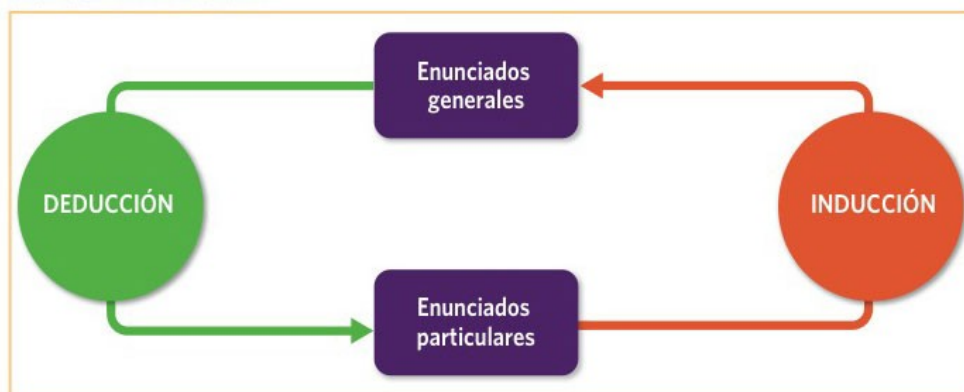 Enunciados
generales
DEDUCCIÓN
INDUCCIÓN
Enunciados
particulares